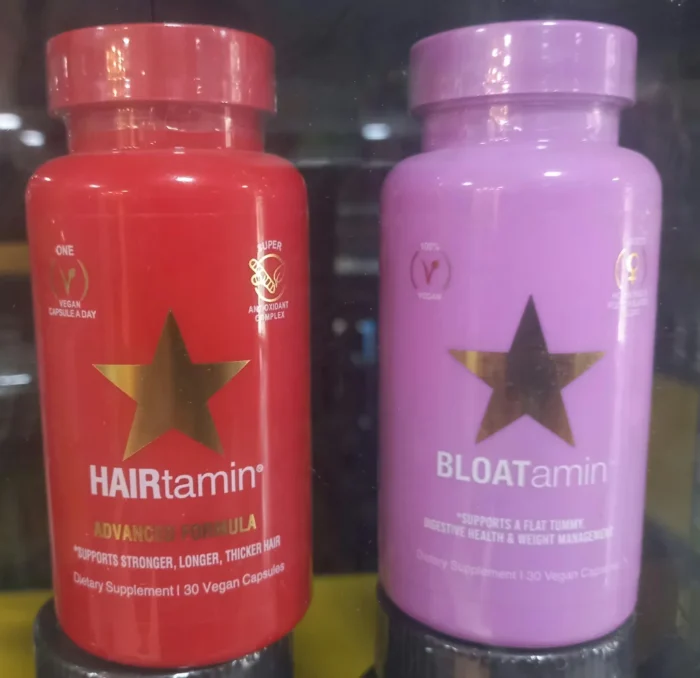 ONE
VEGAN
CAPSULE A DAY
SUPER
ANTIOXIDANT
COMPLEX
HAIRtamin®
ADVANCED FORMULA
*SUPPORTS STRONGER, LONGER, THICKER HAIR
Dietary Supplement | 30 Vegan Capsules
100%
VEGAN
BLOATamin
*SUPPORTS A FLAT TUMMY,
DIGESTIVE HEALTH & WEIGHT MANAGEMENT
Dietary Supplement | 30 Vegan Capsules